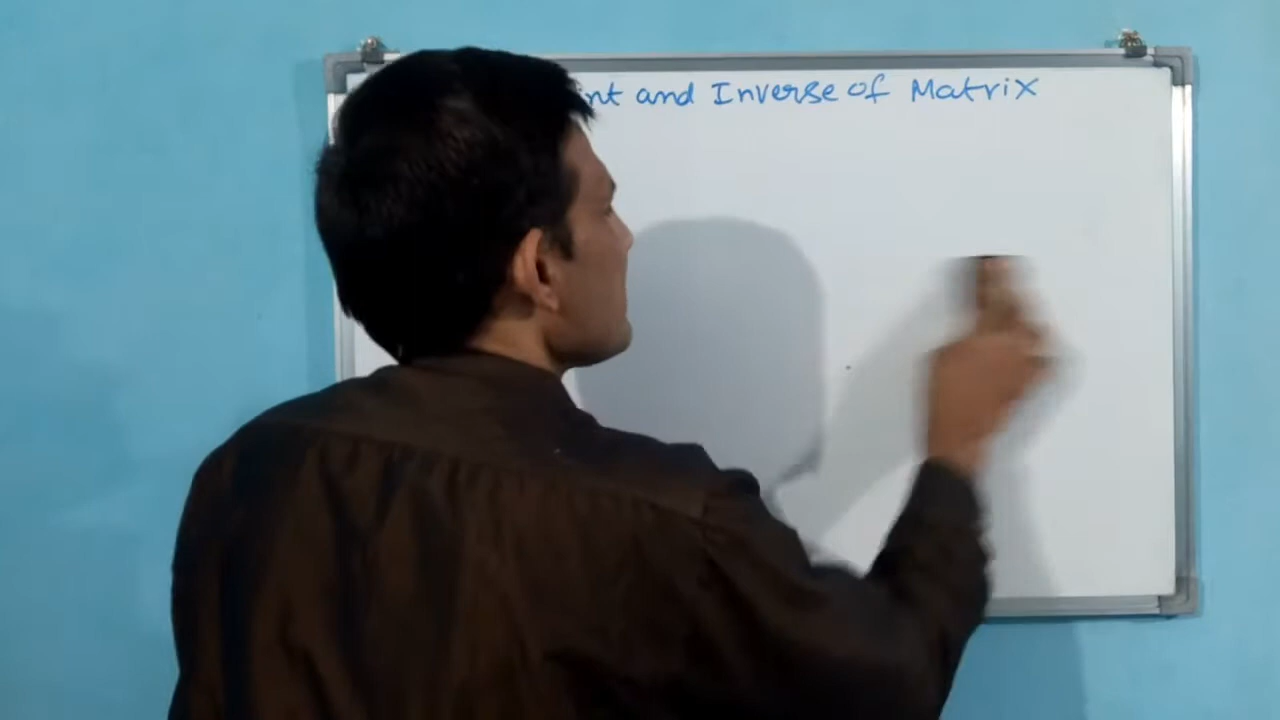 nt and Inverse of Matrix